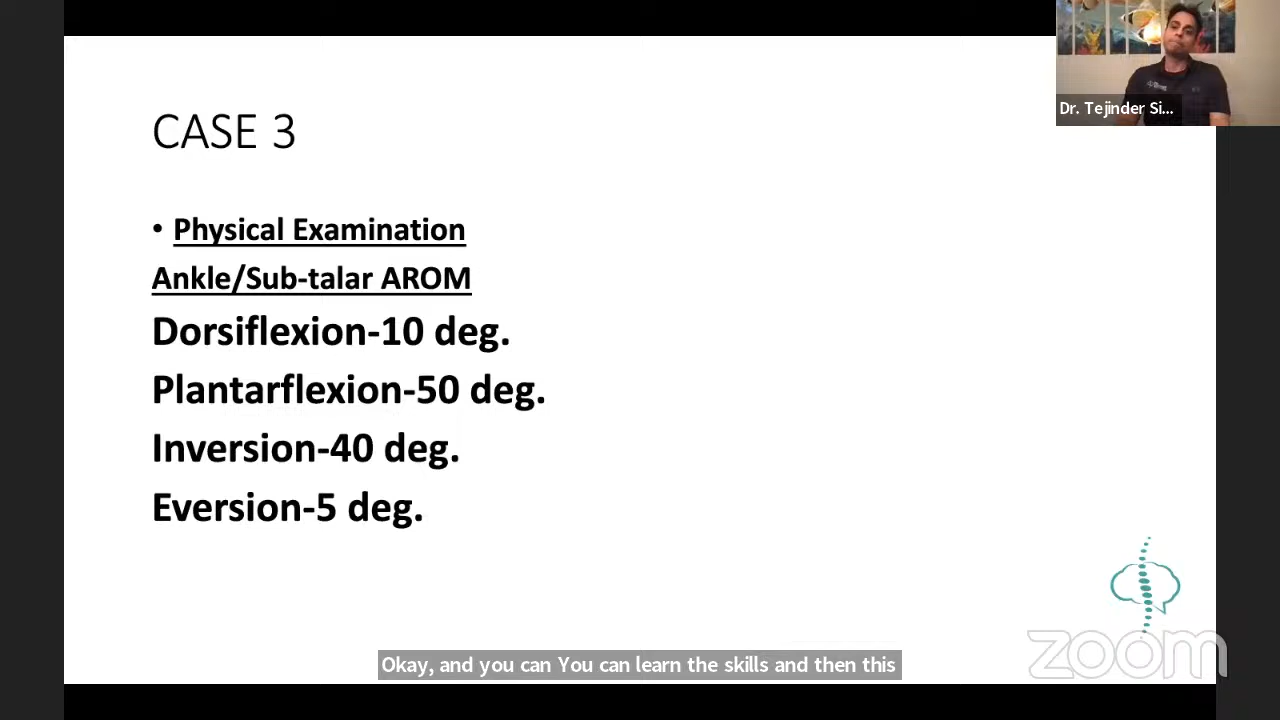 Dr. Tejinder Si...
CASE 3
• Physical Examination
Ankle/Sub-talar AROM
Dorsiflexion-10 deg.
Plantarflexion-50 deg.
Inversion-40 deg.
Eversion-5 deg.
zoom
Okay, and you can You can learn the skills and then this